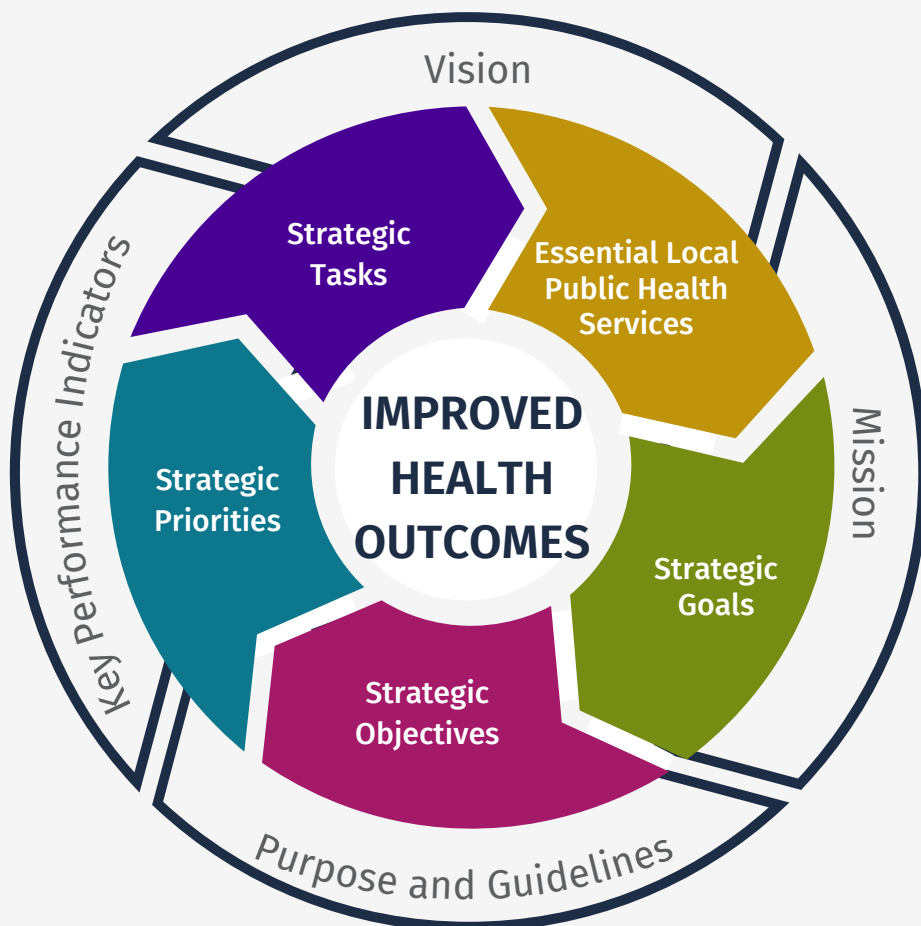 Vision
Strategic
Tasks
Essential Local
Public Health
Services
Key Performance Indicators
IMPROVED
HEALTH
OUTCOMES
Mission
Strategic
Priorities
Strategic
Goals
Strategic
Objectives
Purpose and Guidelines